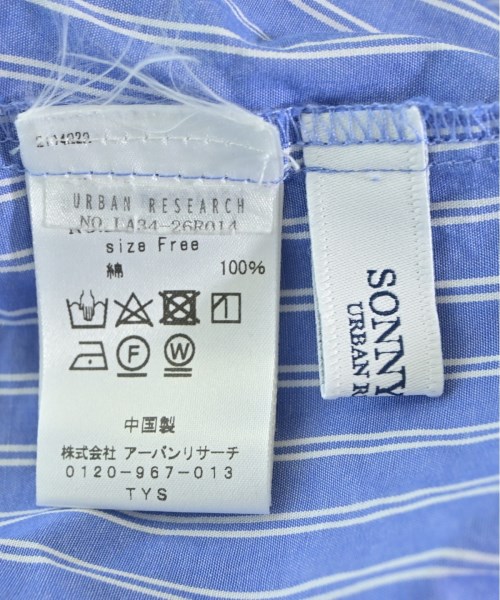 URBAN RESEARCH
NO. LA34-26R014
size Free
綿 100%
F W
中国製
株式会社 アーバンリサーチ
0120-967-013
TYS
SONNY
URBAN R